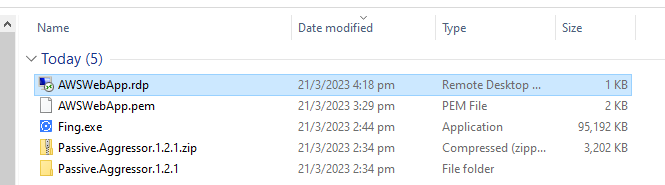 Name Date modified Type Size
Today (5)
AWSWebApp.rdp 21/3/2023 4:18 pm Remote Desktop ... 1 KB
AWSWebApp.pem 21/3/2023 3:29 pm PEM File 2 KB
Fing.exe 21/3/2023 2:44 pm Application 95,192 KB
Passive.Aggressor.1.2.1.zip 21/3/2023 2:34 pm Compressed (zipp... 3,202 KB
Passive.Aggressor.1.2.1 21/3/2023 2:34 pm File folder